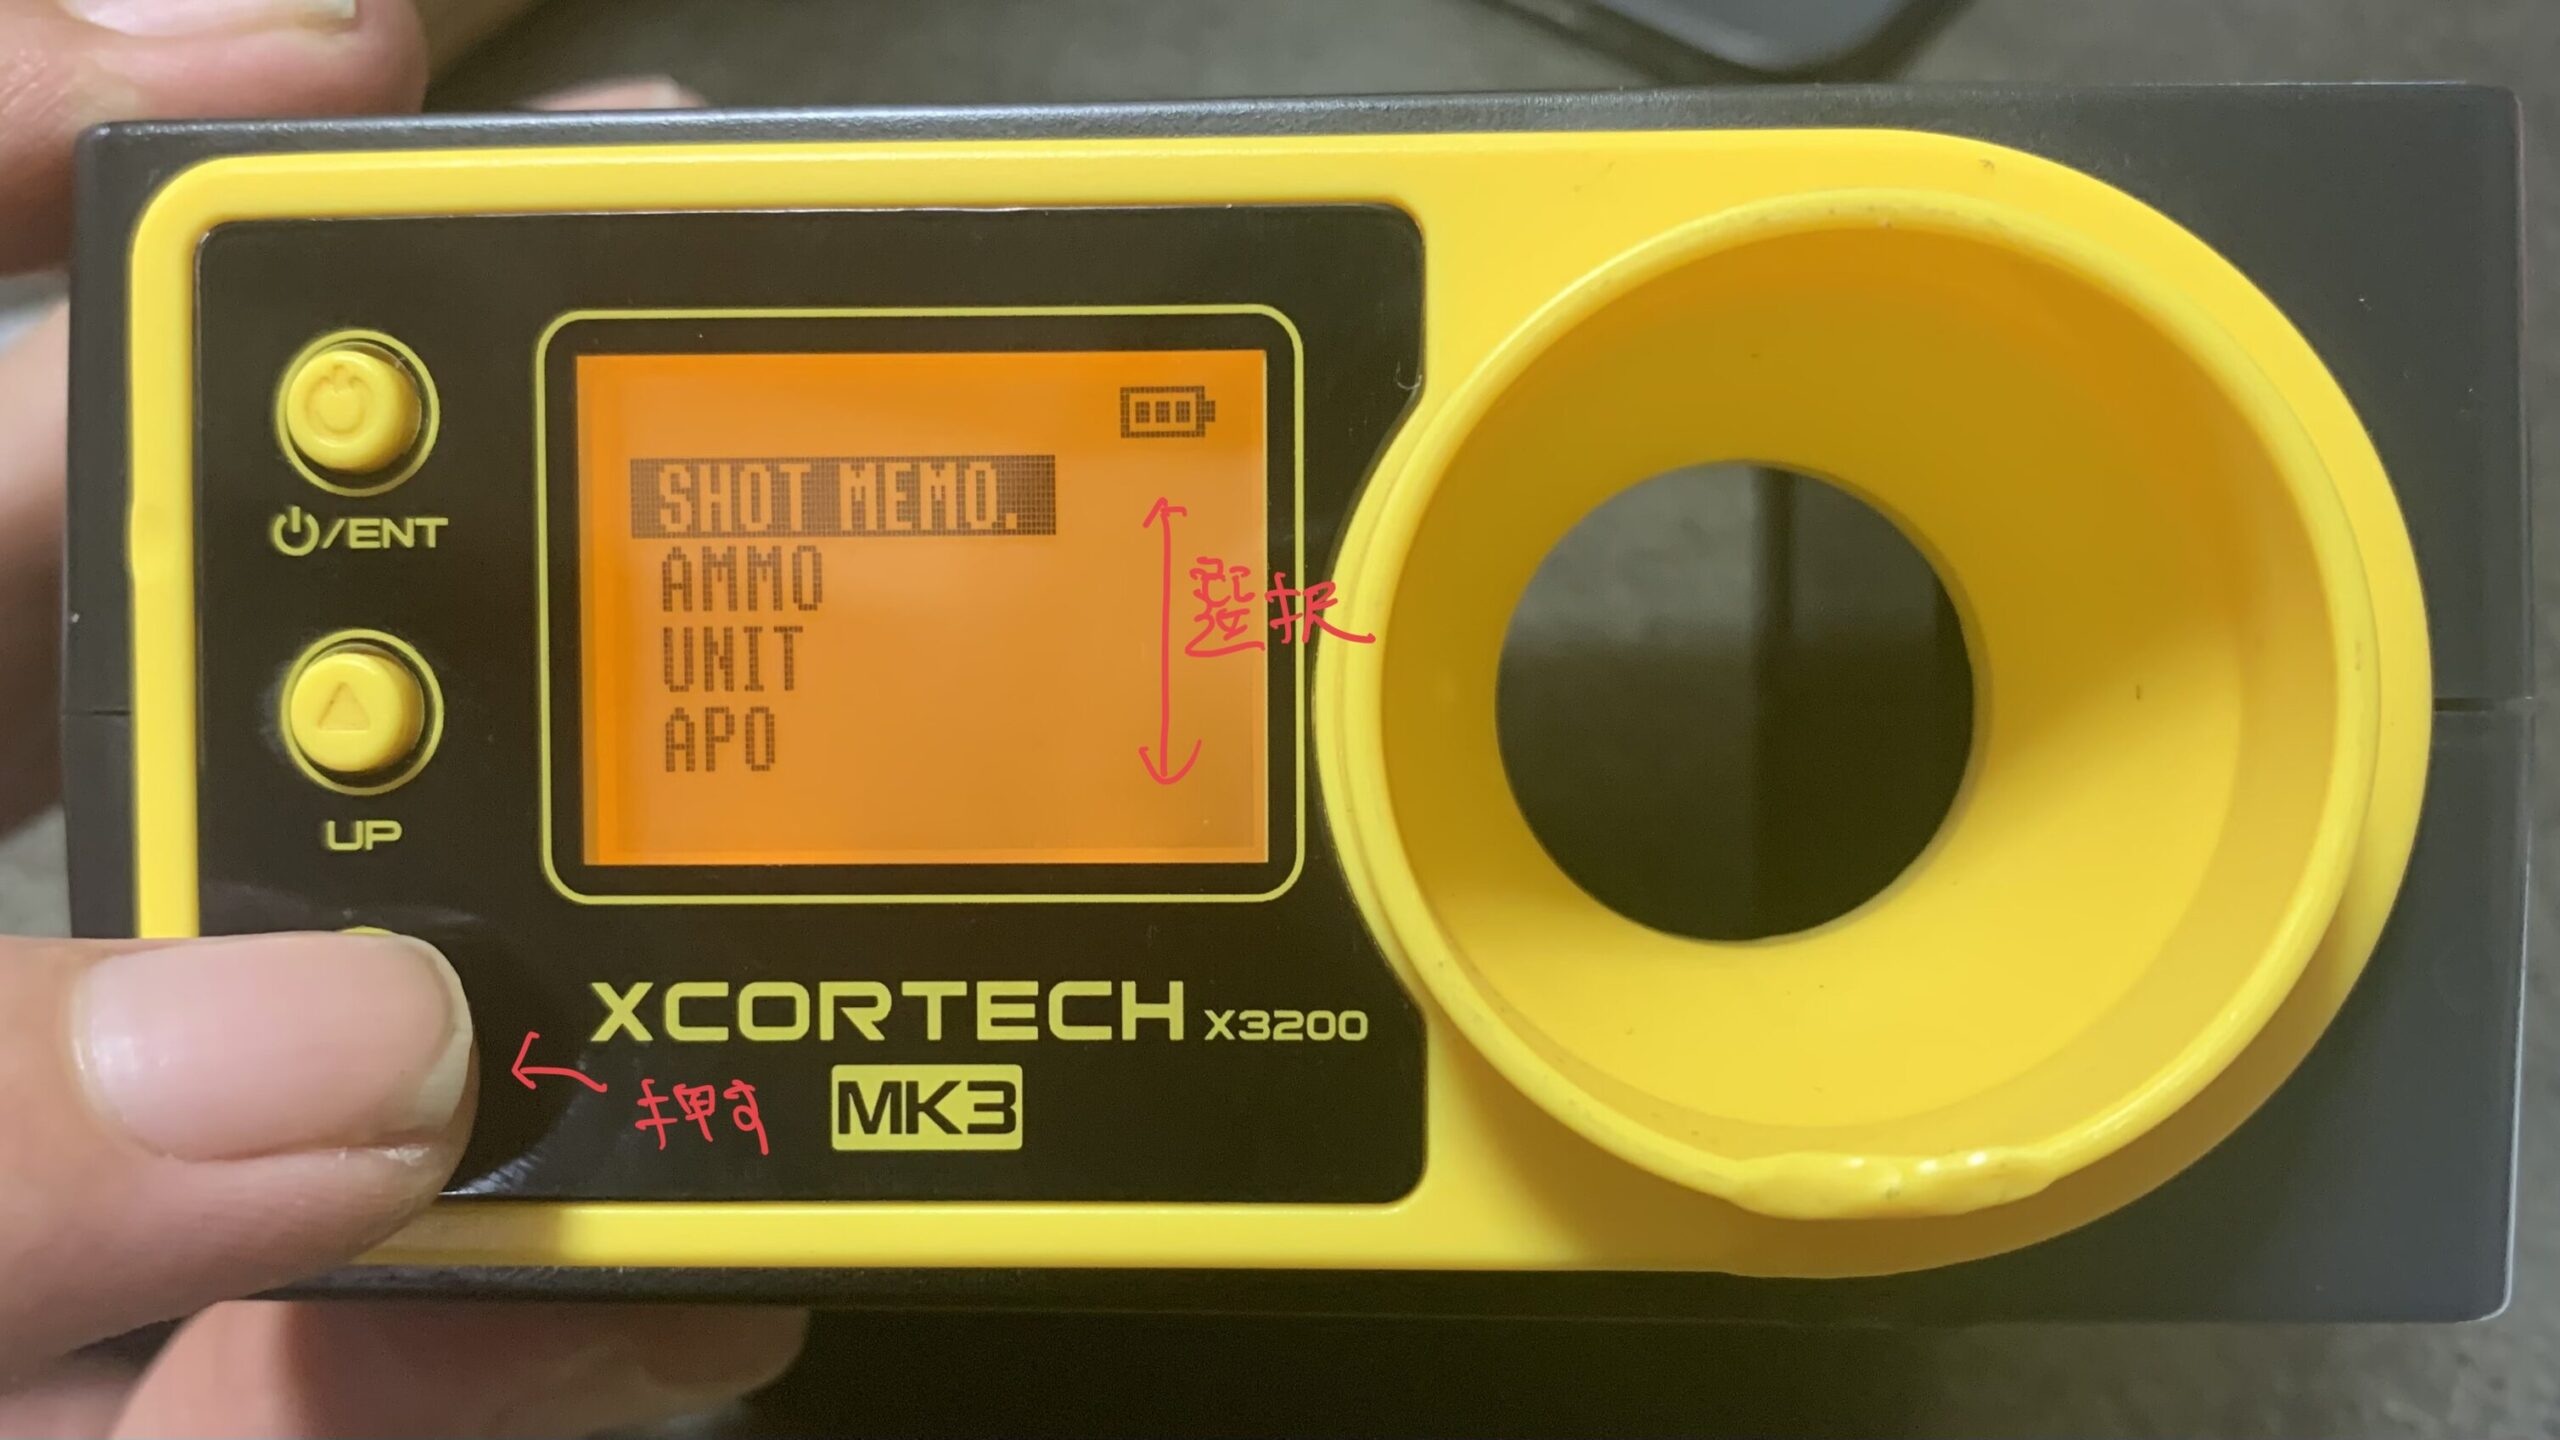 SHOT MEMO.
AMMO
UNIT
APO
選択
/ENT
UP
XCORTECH X3200
MK3
押す